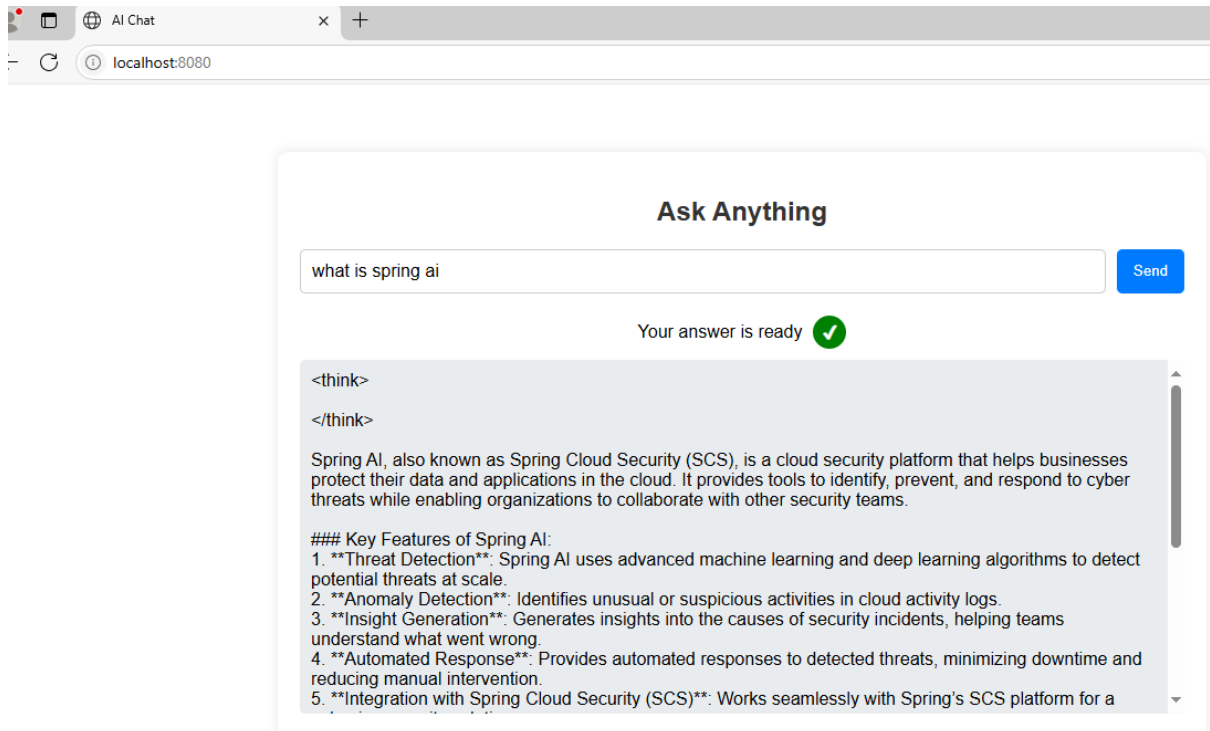 AI Chat
localhost:8080
Ask Anything
what is spring ai
Send
Your answer is ready
<think>
</think>
Spring AI, also known as Spring Cloud Security (SCS), is a cloud security platform that helps businesses
protect their data and applications in the cloud. It provides tools to identify, prevent, and respond to cyber
threats while enabling organizations to collaborate with other security teams.
### Key Features of Spring AI:
1. **Threat Detection**: Spring AI uses advanced machine learning and deep learning algorithms to detect
potential threats at scale.
2. **Anomaly Detection**: Identifies unusual or suspicious activities in cloud activity logs.
3. **Insight Generation**: Generates insights into the causes of security incidents, helping teams
understand what went wrong.
4. **Automated Response**: Provides automated responses to detected threats, minimizing downtime and
reducing manual intervention.
5. **Integration with Spring Cloud Security (SCS)**: Works seamlessly with Spring's SCS platform for a